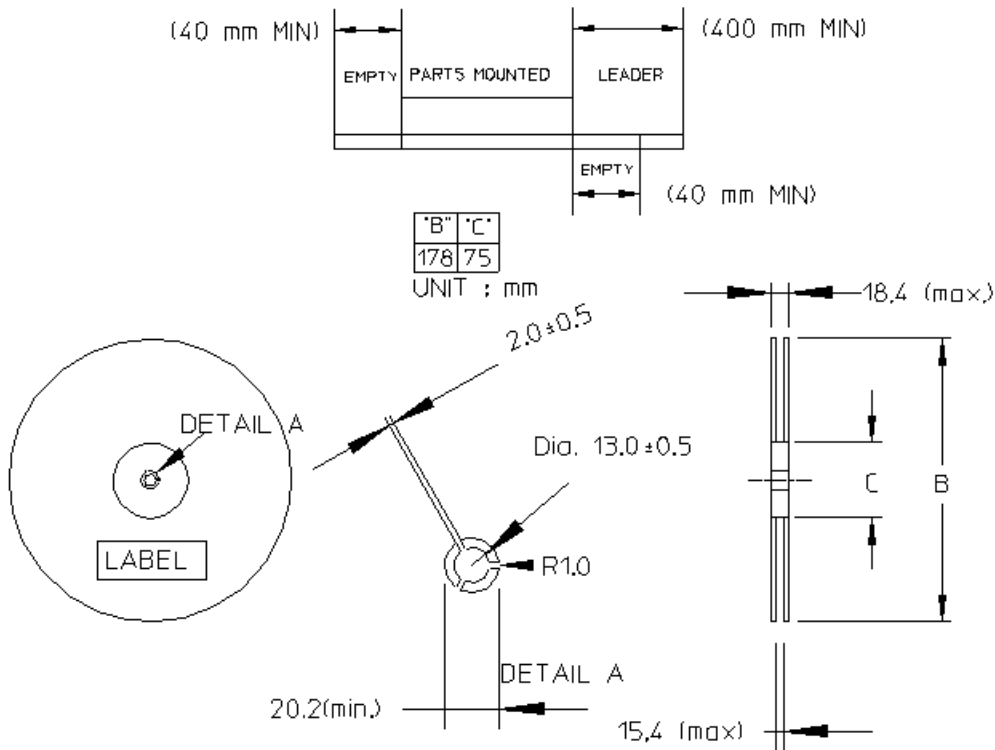 (40 mm MIN) (400 mm MIN)
EMPTY PARTS MOUNTED LEADER
EMPTY
(40 mm MIN)
"B" "C"
178 75
UNIT ; mm
18,4 (max,)
2.0±0.5
DETAIL A
Dia. 13.0±0.5
C B
LABEL
R1.0
DETAIL A
20.2(min.)
15,4 (max)